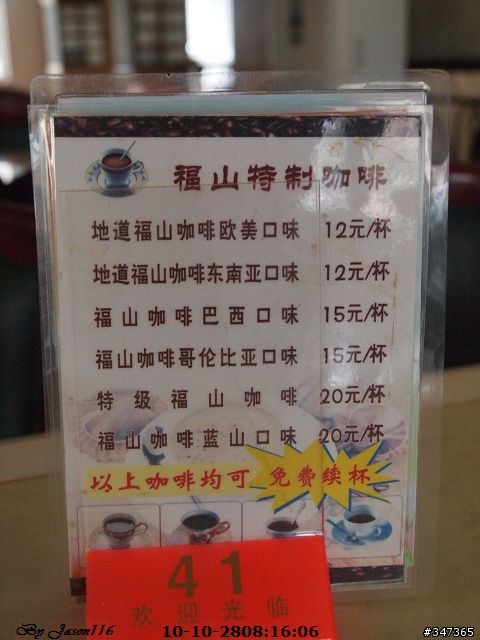 福山特制咖啡
地道福山咖啡欧美口味 12元/杯
地道福山咖啡东南亚口味 12元/杯
福山咖啡巴西口味 15元/杯
福山咖啡哥伦比亚口味 15元/杯
特级福山咖啡 20元/杯
福山咖啡蓝山口味 20元/杯
以上咖啡均可 免费续杯
41
欢迎光临
By Jason116 10-10-2808:16:06 #347365